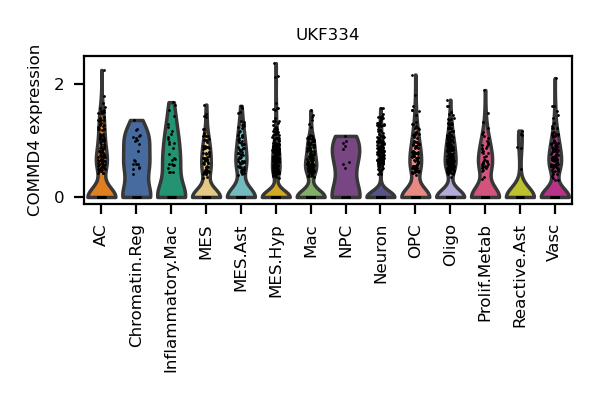 UKF334
COMMD4 expression
2
0
AC
Chromatin.Reg
Inflammatory.Mac
MES
MES.Ast
MES.Hyp
Mac
NPC
Neuron
OPC
Oligo
Prolif.Metab
Reactive.Ast
Vasc